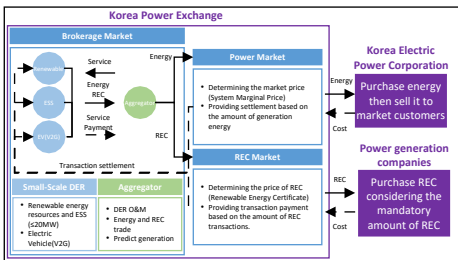 Korea Power Exchange
Brokerage Market
Renewable
ESS
EV(V2G)
Service
Energy
REC
Service
Payment
Aggregator
Energy
REC
Transaction settlement
Small-Scale DER
• Renewable energy
resources and ESS
(≤20MW)
• Electric
Vehicle(V2G)
Aggregator
• DER O&M
• Energy and REC
trade
• Predict generation
Power Market
• Determining the market price
(System Marginal Price)
• Providing settlement based on
the amount of generation
energy
REC Market
• Determining the price of REC
(Renewable Energy Certificate)
• Providing transaction payment
based on the amount of REC
transactions.
Energy
Cost
REC
Cost
Korea Electric
Power Corporation
Purchase energy
then sell it to
market customers
Power generation
companies
Purchase REC
considering the
mandatory
amount of REC